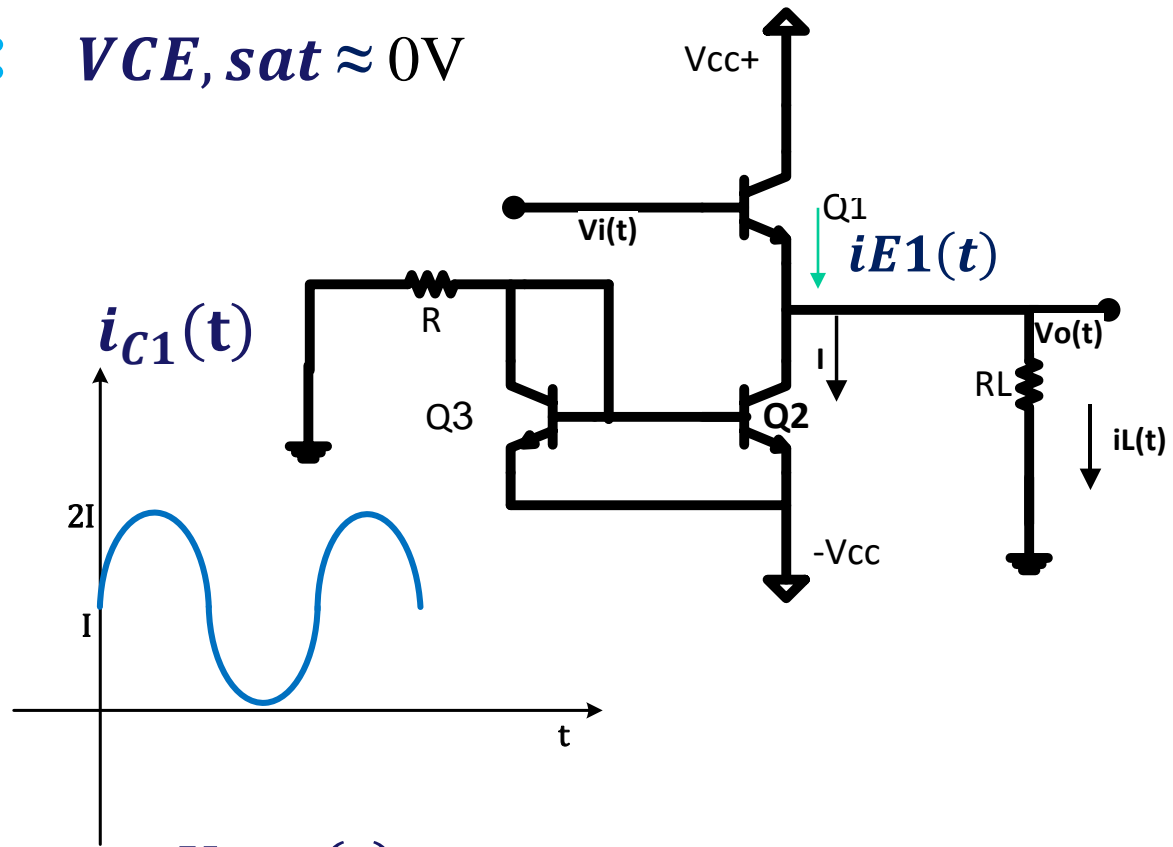 : VCE, sat ≈ 0V
Vcc+
Q1
Vi(t)
iE1(t)
R
iC1(t)
Vo(t)
I
RL
Q3
Q2
iL(t)
2I
-Vcc
I
t